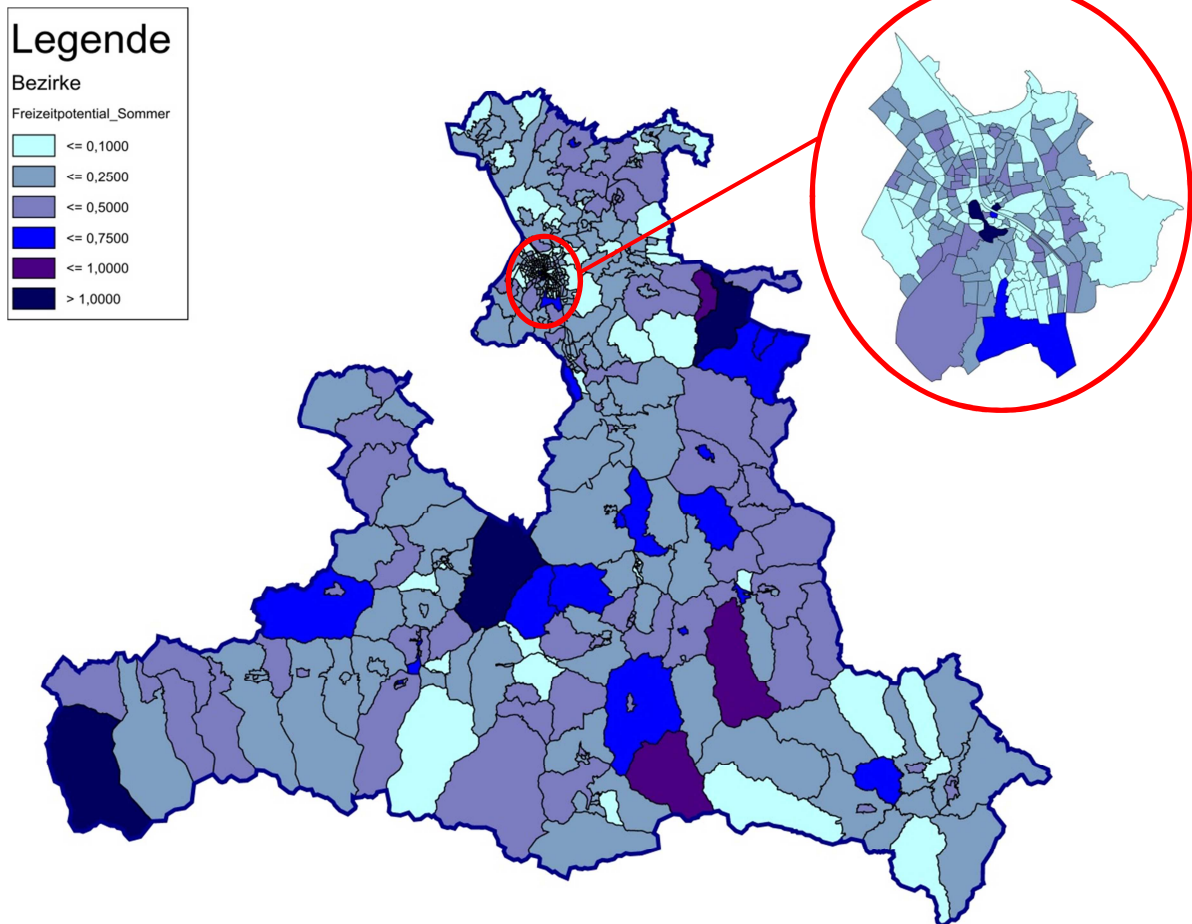 Legende
Bezirke
Freizeitpotential_Sommer
<= 0,1000
<= 0,2500
<= 0,5000
<= 0,7500
<= 1,0000
> 1,0000